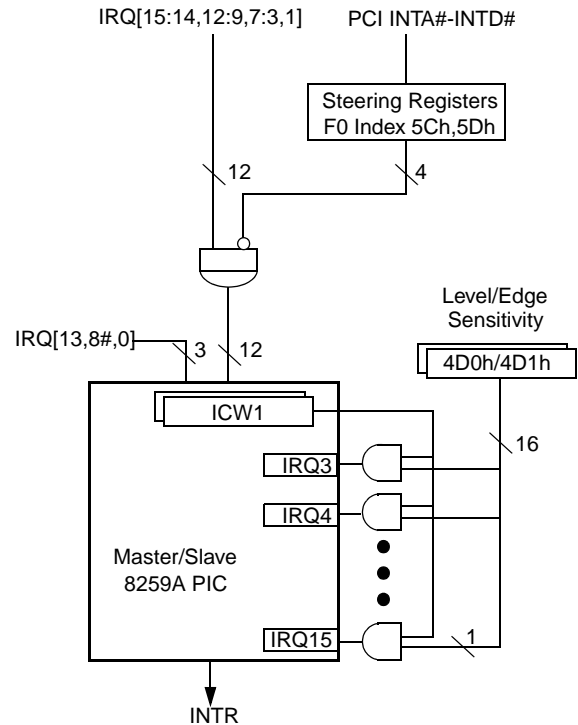 IRQ[15:14,12:9,7:3,1]
PCI INTA#-INTD#
Steering Registers
F0 Index 5Ch,5Dh
12
4
Level/Edge
Sensitivity
IRQ[13,8#,0]
3
12
4D0h/4D1h
ICW1
16
IRQ3
IRQ4
Master/Slave
8259A PIC
IRQ15
1
INTR